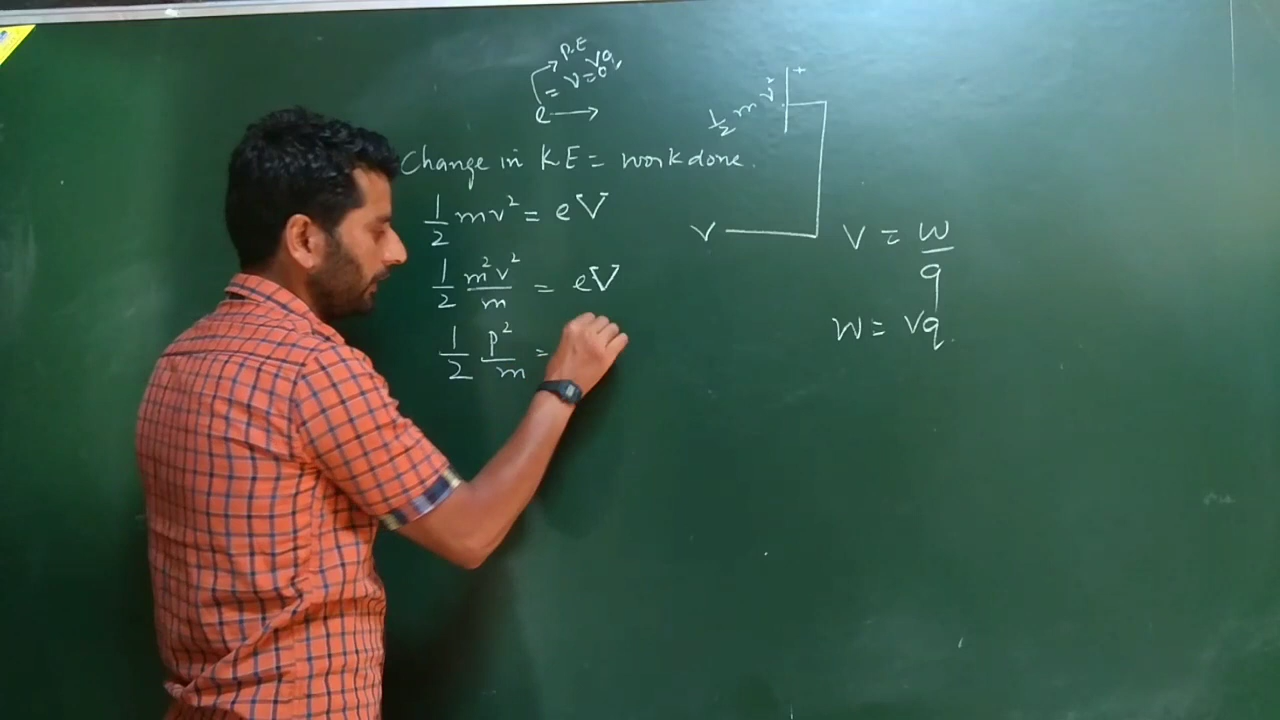 P.E
Vq,
= v=0
e →
1/2 m v² +
Change in KE = workdone.
1/2 mv² = eV
V
V = W/q
1/2 m²v²/m = eV
W = Vq.
1/2 p²/m =